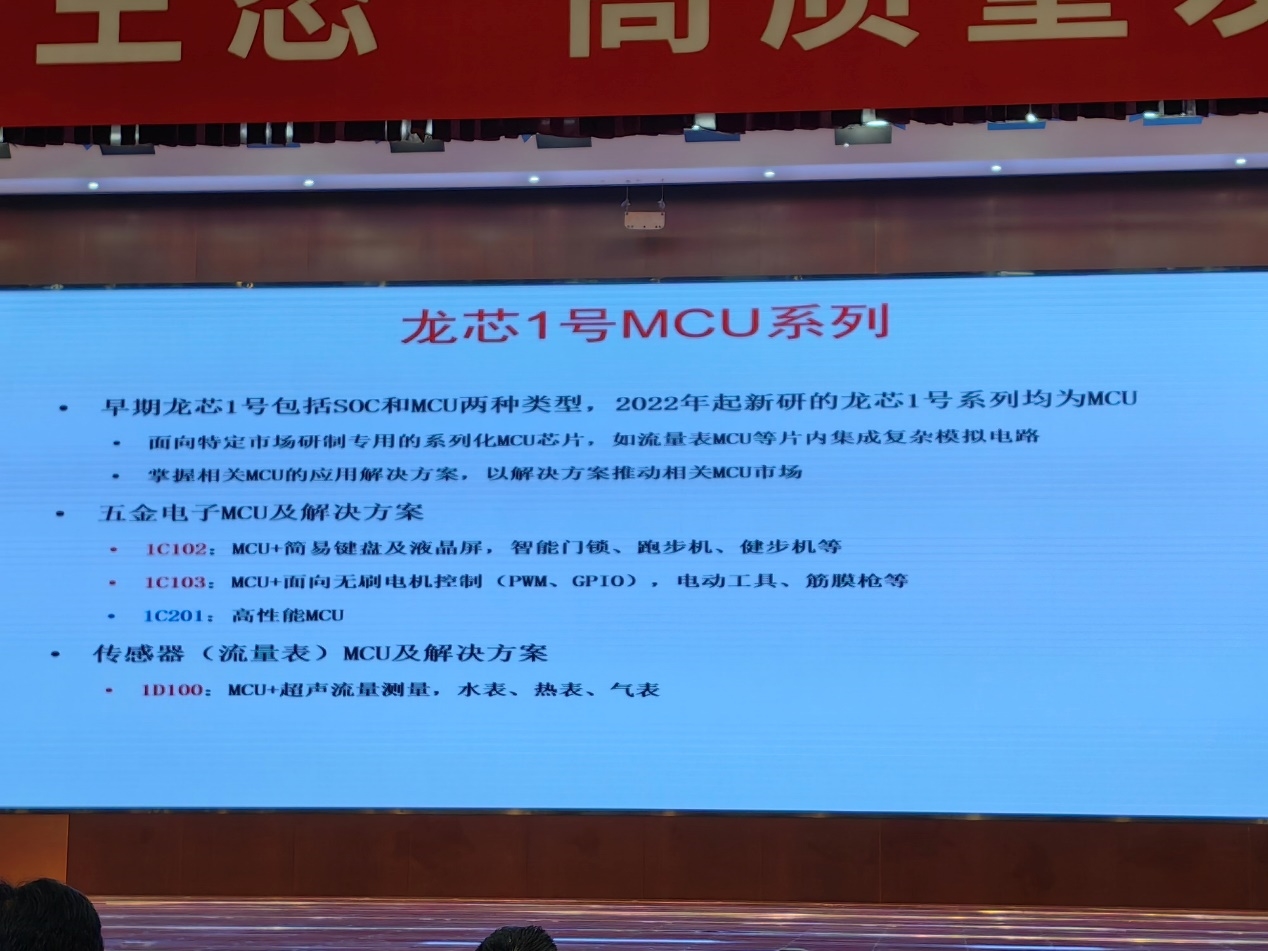 生态 高质量发
龙芯1号MCU系列
• 早期龙芯1号包括SOC和MCU两种类型，2022年起新研的龙芯1号系列均为MCU
• 面向特定市场研制专用的系列化MCU芯片，如流量表MCU等片内集成复杂模拟电路
• 掌握相关MCU的应用解决方案，以解决方案推动相关MCU市场
• 五金电子MCU及解决方案
• 1C102：MCU+简易键盘及液晶屏，智能门锁、跑步机、健步机等
• 1C103：MCU+面向无刷电机控制（PWM、GPIO），电动工具、筋膜枪等
• 1C201：高性能MCU
• 传感器（流量表）MCU及解决方案
• 1D100：MCU+超声流量测量，水表、热表、气表